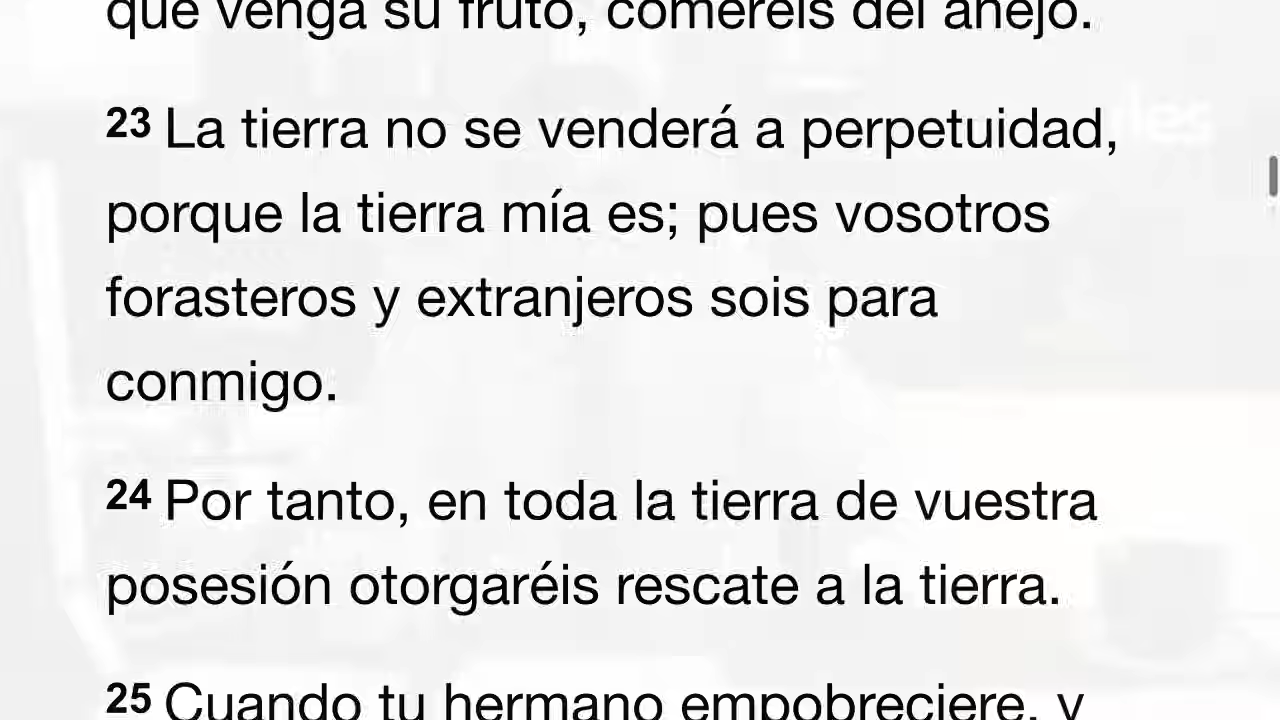 que venga su fruto, comeréis del añejo.
23 La tierra no se venderá a perpetuidad,
porque la tierra mía es; pues vosotros
forasteros y extranjeros sois para
conmigo.
24 Por tanto, en toda la tierra de vuestra
posesión otorgaréis rescate a la tierra.
25 Cuando tu hermano empobreciere, y